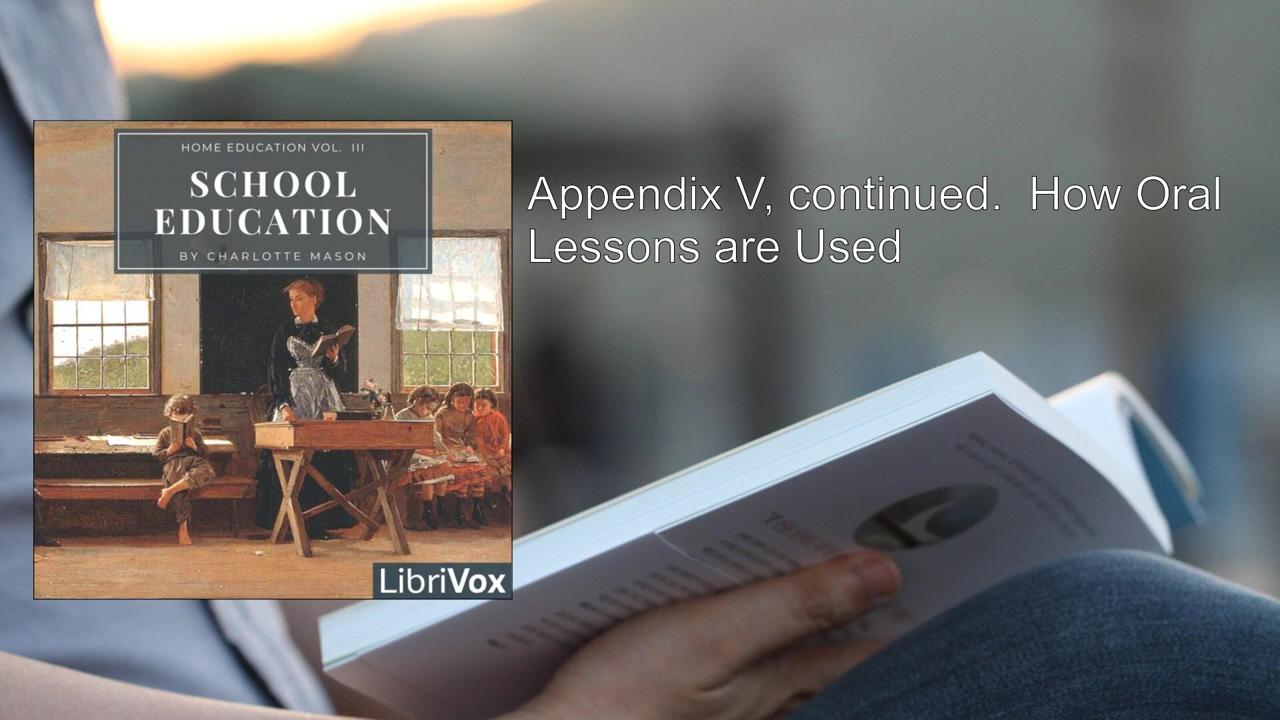 HOME EDUCATION VOL. III
SCHOOL
EDUCATION
BY CHARLOTTE MASON
LibriVox
Appendix V, continued.  How Oral
Lessons are Used